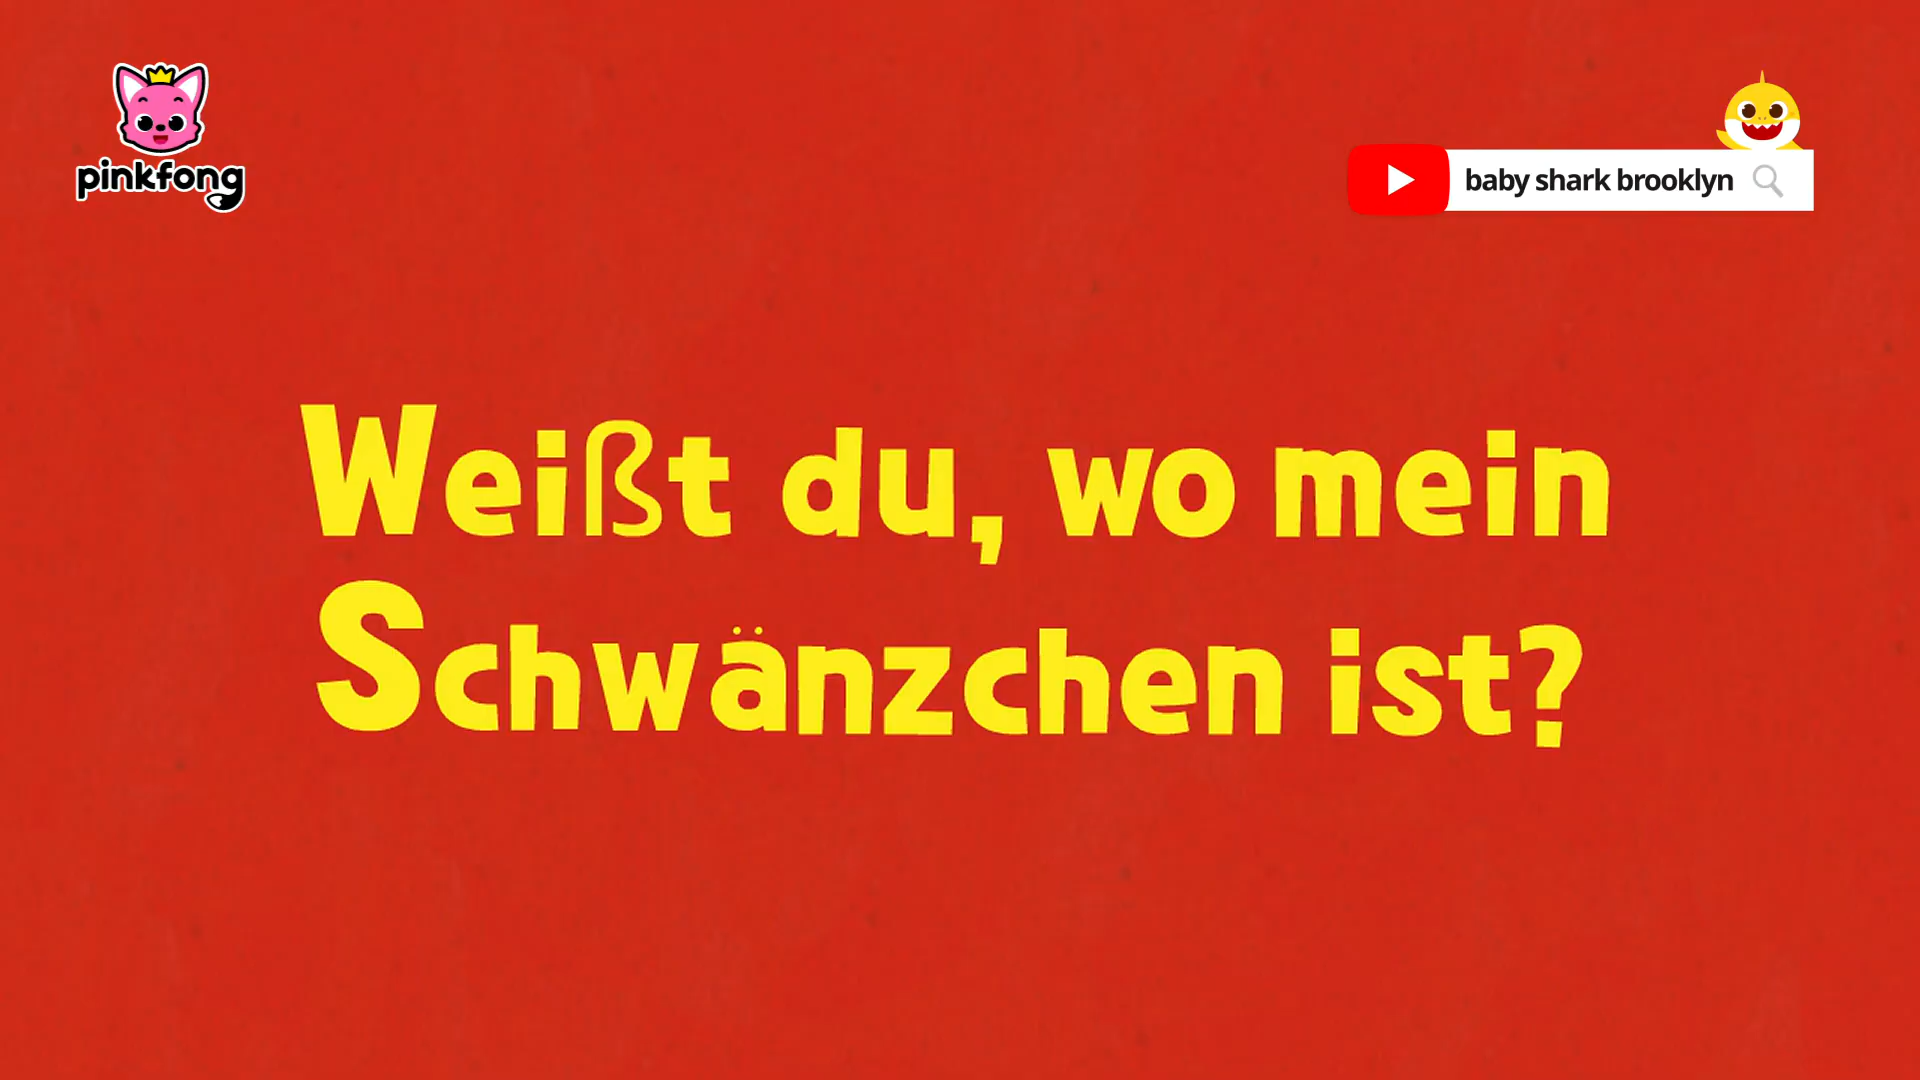 pinkfong
baby shark brooklyn
Weißt du, wo mein
Schwänzchen ist?